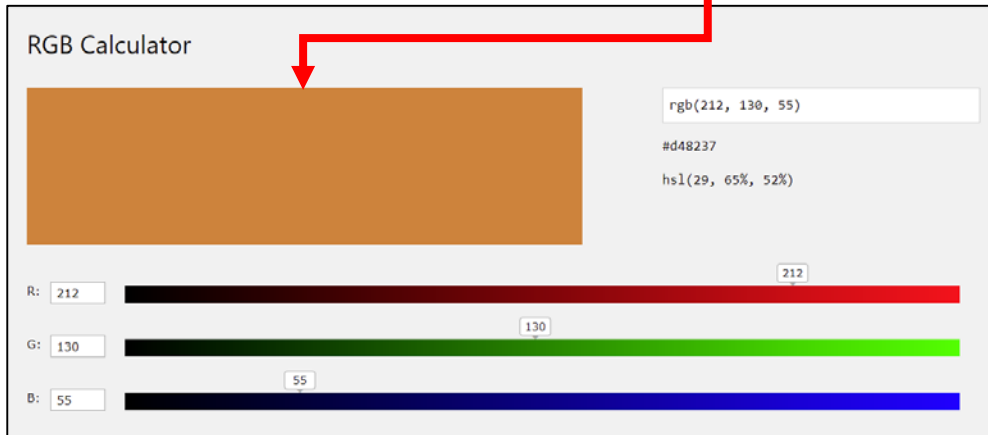 RGB Calculator
rgb(212, 130, 55)
#d48237
hsl(29, 65%, 52%)
212
R: 212
130
G: 130
55
B: 55